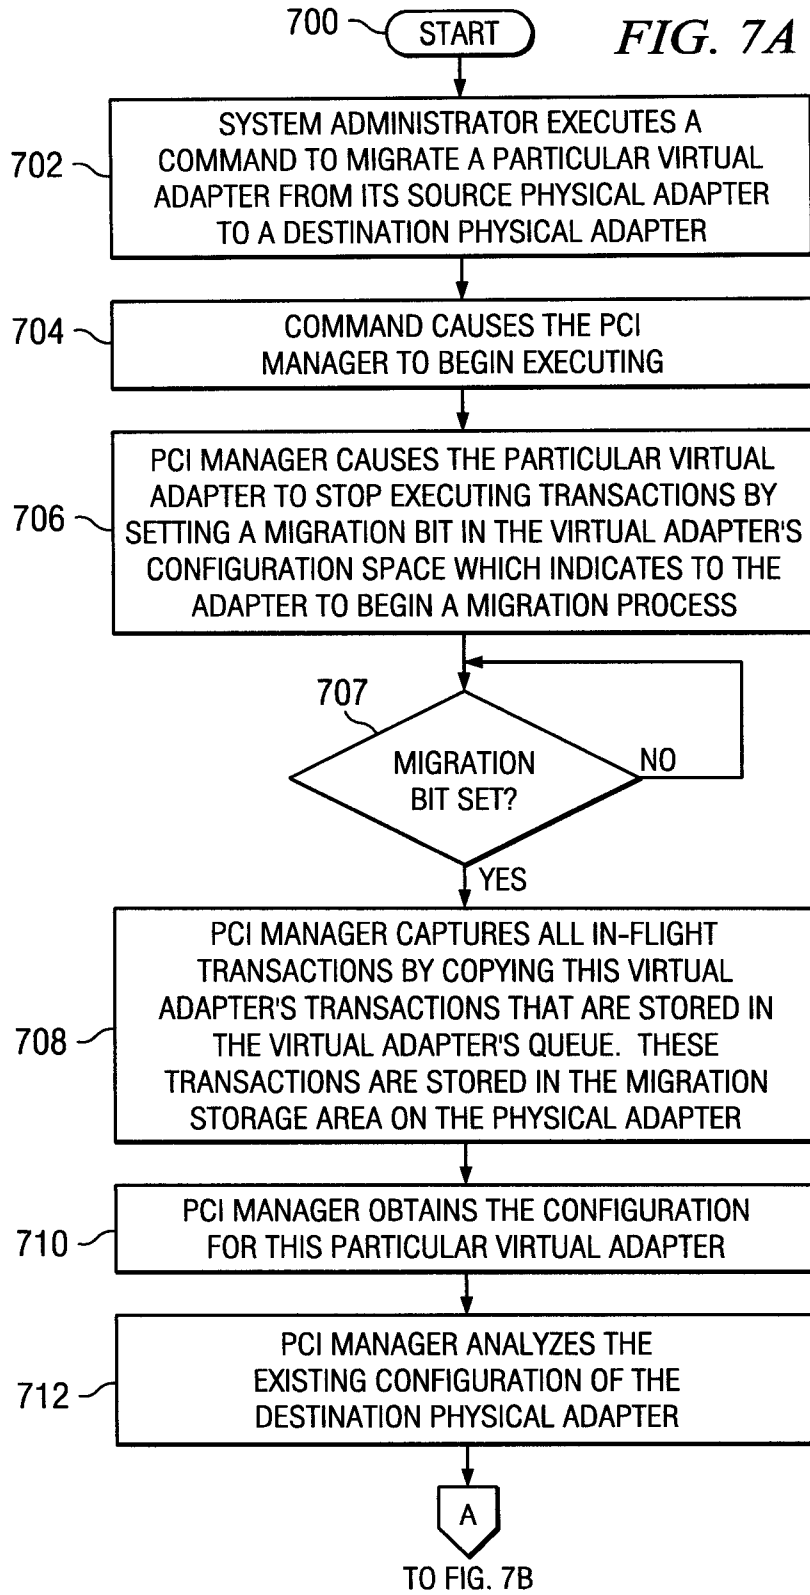 700
START
FIG. 7A
702
SYSTEM ADMINISTRATOR EXECUTES A
COMMAND TO MIGRATE A PARTICULAR VIRTUAL
ADAPTER FROM ITS SOURCE PHYSICAL ADAPTER
TO A DESTINATION PHYSICAL ADAPTER
704
COMMAND CAUSES THE PCI
MANAGER TO BEGIN EXECUTING
706
PCI MANAGER CAUSES THE PARTICULAR VIRTUAL
ADAPTER TO STOP EXECUTING TRANSACTIONS BY
SETTING A MIGRATION BIT IN THE VIRTUAL ADAPTER'S
CONFIGURATION SPACE WHICH INDICATES TO THE
ADAPTER TO BEGIN A MIGRATION PROCESS
707
MIGRATION
BIT SET?
NO
YES
708
PCI MANAGER CAPTURES ALL IN-FLIGHT
TRANSACTIONS BY COPYING THIS VIRTUAL
ADAPTER'S TRANSACTIONS THAT ARE STORED IN
THE VIRTUAL ADAPTER'S QUEUE. THESE
TRANSACTIONS ARE STORED IN THE MIGRATION
STORAGE AREA ON THE PHYSICAL ADAPTER
710
PCI MANAGER OBTAINS THE CONFIGURATION
FOR THIS PARTICULAR VIRTUAL ADAPTER
712
PCI MANAGER ANALYZES THE
EXISTING CONFIGURATION OF THE
DESTINATION PHYSICAL ADAPTER
A
TO FIG. 7B